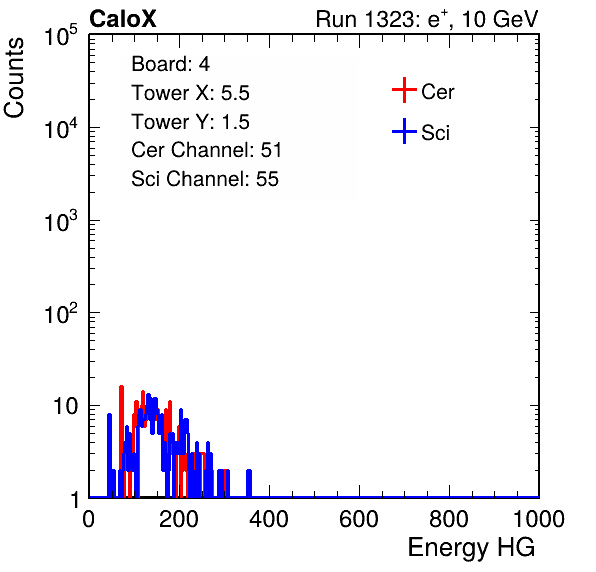 CaloX Run 1323: e⁺, 10 GeV
Counts
Board: 4
Tower X: 5.5
Tower Y: 1.5
Cer Channel: 51
Sci Channel: 55
Cer
Sci
10⁵
10⁴
10³
10²
10
1
0 200 400 600 800 1000
Energy HG